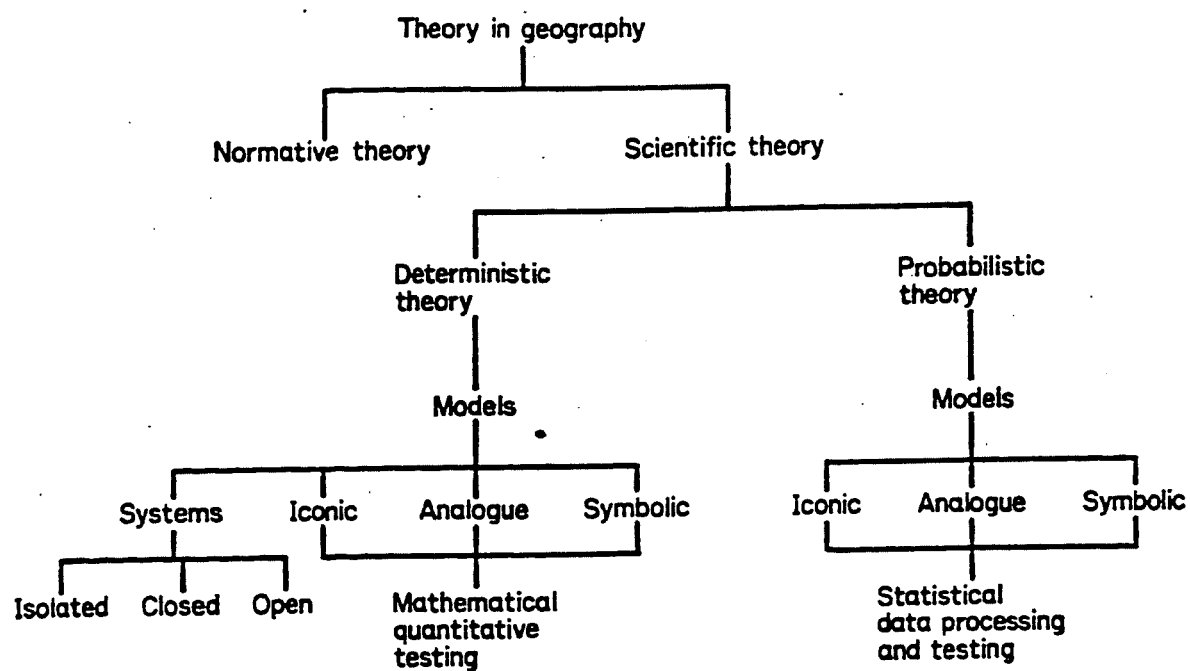 Theory in geography
Normative theory
Scientific theory
Deterministic
theory
Probabilistic
theory
Models
Models
Systems
Iconic
Analogue
Symbolic
Iconic
Analogue
Symbolic
Isolated
Closed
Open
Mathematical
quantitative
testing
Statistical
data processing
and testing